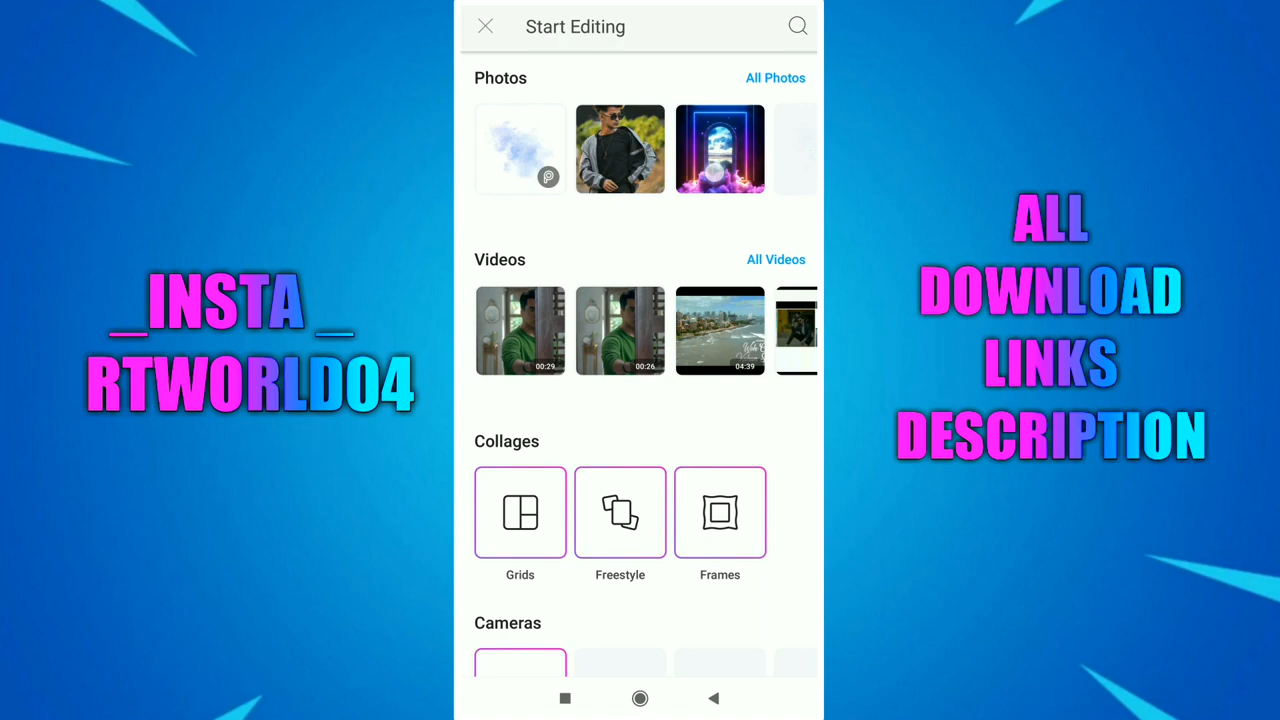 _INSTA _
RTWORLD04
Start Editing
Photos
All Photos
Videos
All Videos
00:29
00:26
04:39
Collages
Grids
Freestyle
Frames
Cameras
ALL
DOWNLOAD
LINKS
DESCRIPTION